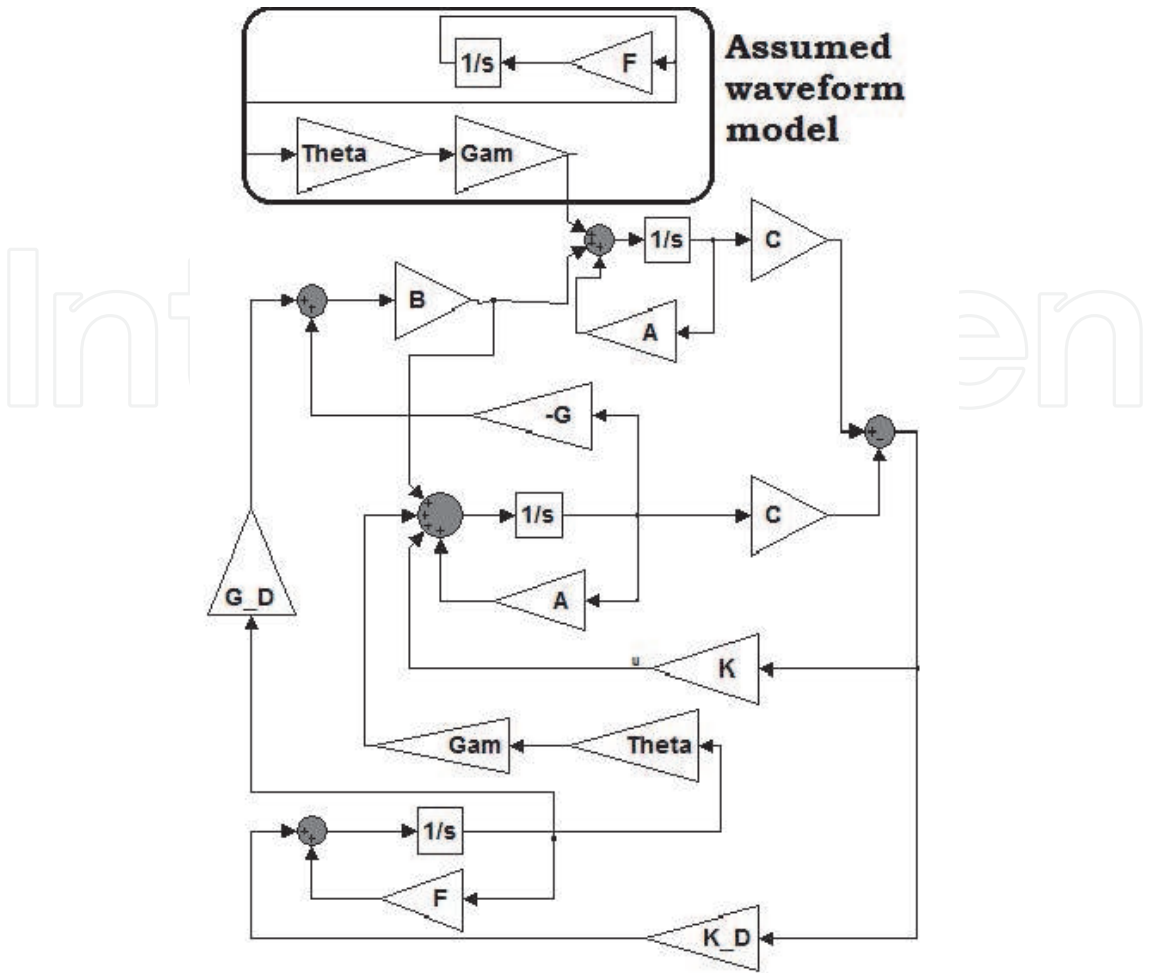 1/s
F
Assumed
waveform
model
Theta
Gam
+
+
+
1/s
C
+
+
B
A
-G
+
-
+
+
+
+
1/s
C
G_D
A
u
K
Gam
Theta
+
+
1/s
F
K_D